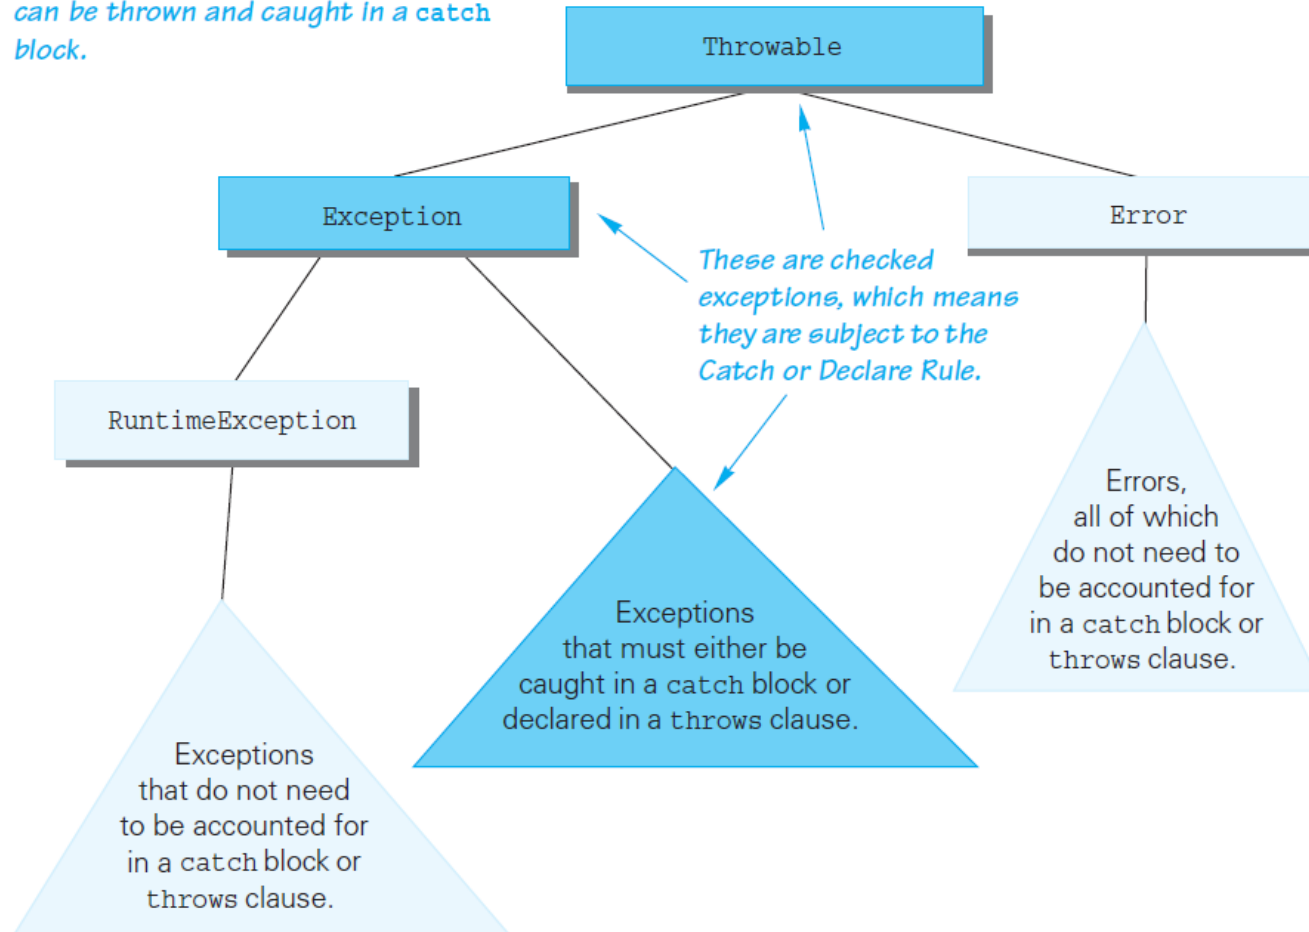 can be thrown and caught in a catch
block.
Throwable
Exception
Error
These are checked
exceptions, which means
they are subject to the
Catch or Declare Rule.
RuntimeException
Errors,
all of which
do not need to
be accounted for
in a catch block or
throws clause.
Exceptions
that must either be
caught in a catch block or
declared in a throws clause.
Exceptions
that do not need
to be accounted for
in a catch block or
throws clause.